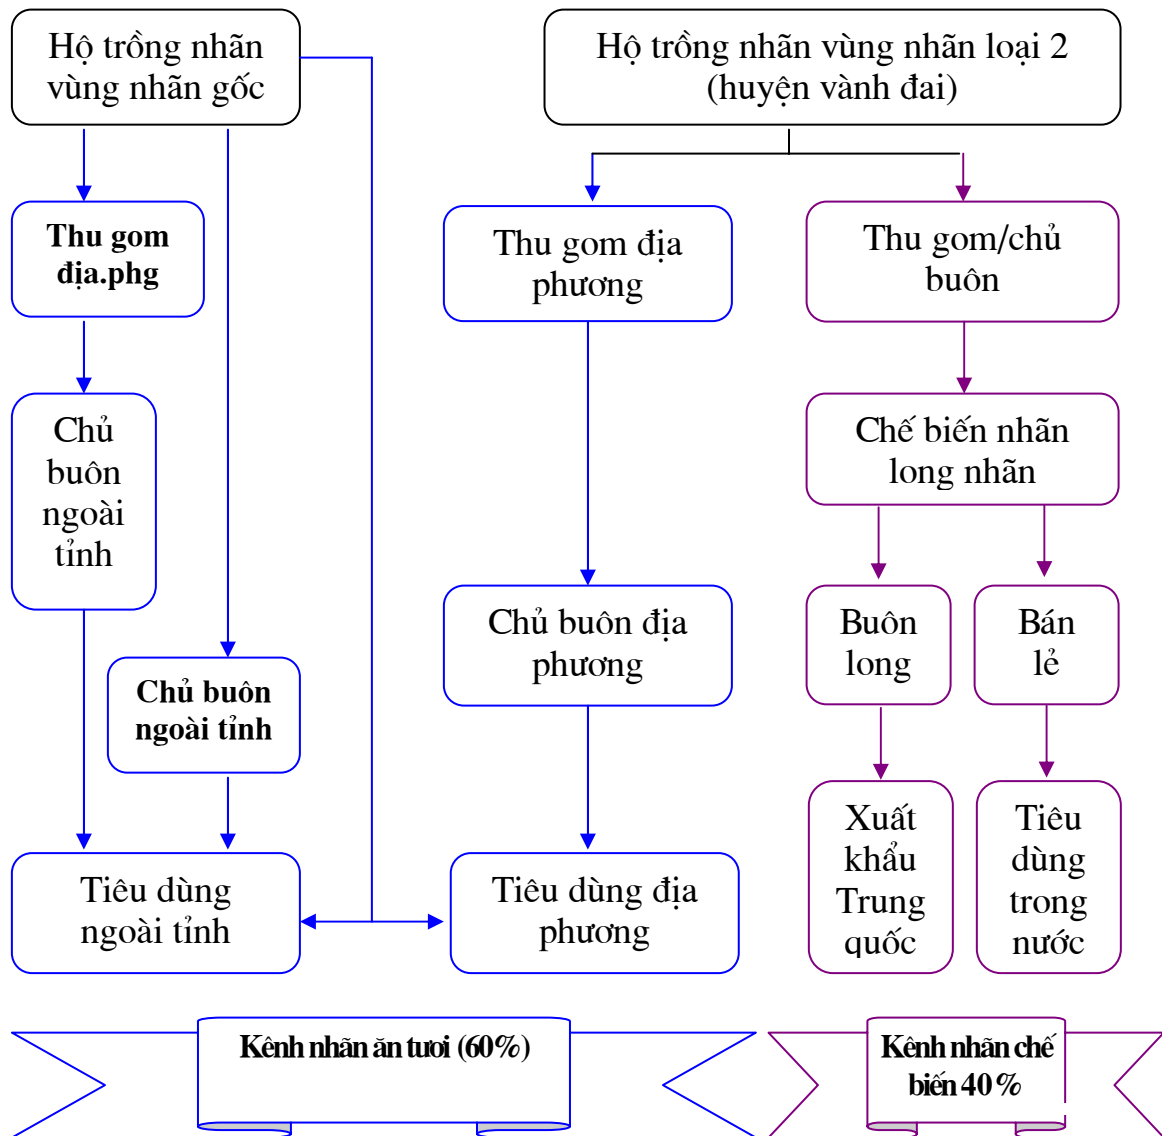 Hộ trồng nhãn
vùng nhãn gốc
Hộ trồng nhãn vùng nhãn loại 2
(huyện vành đai)
Thu gom
địa.phg
Thu gom địa
phương
Thu gom/chủ
buôn
Chủ
buôn
ngoài
tỉnh
Chế biến nhãn
long nhãn
Chủ buôn
ngoài tỉnh
Chủ buôn địa
phương
Buôn
long
Bán
lẻ
Tiêu dùng
ngoài tỉnh
Tiêu dùng địa
phương
Xuất
khẩu
Trung
quốc
Tiêu
dùng
trong
nước
Kênh nhãn ăn tươi (60%)
Kênh nhãn chế
biến 40%